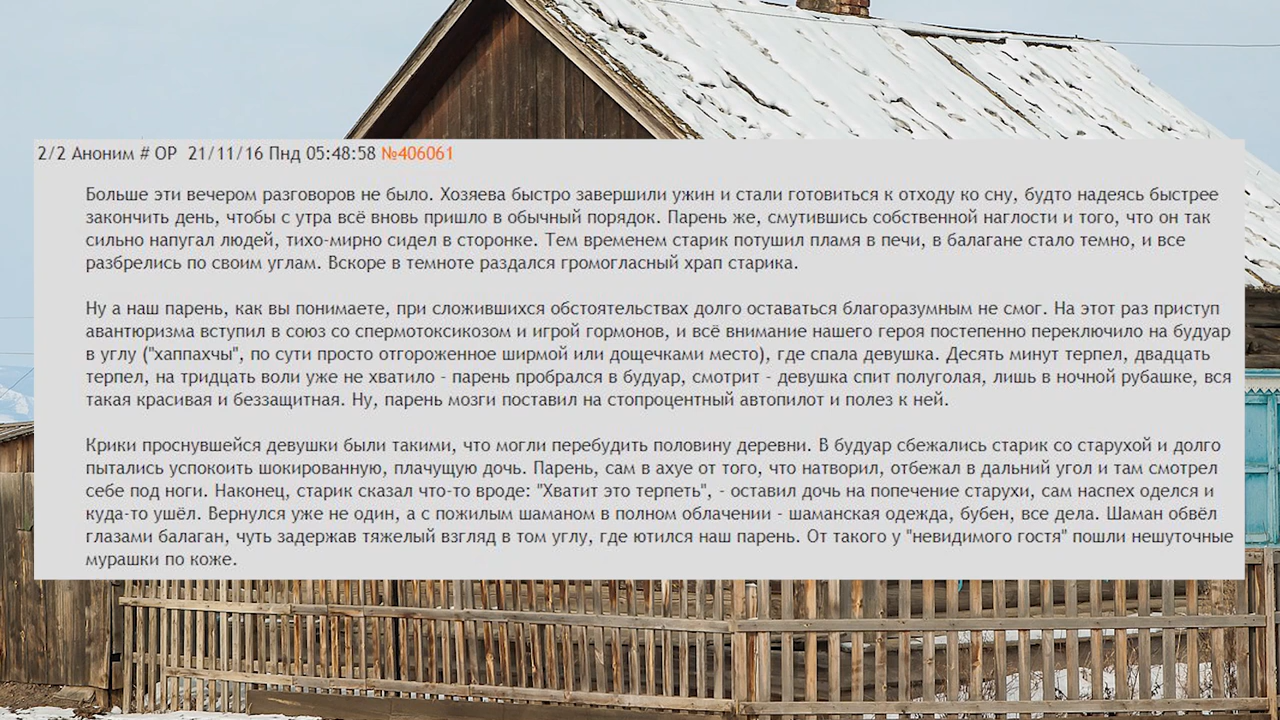 2/2 Аноним # OP 21/11/16 Пнд 05:48:58 №406061
Больше эти вечером разговоров не было. Хозяева быстро завершили ужин и стали готовиться к отходу ко сну, будто надеясь быстрее
закончить день, чтобы с утра всё вновь пришло в обычный порядок. Парень же, смутившись собственной наглости и того, что он так
сильно напугал людей, тихо-мирно сидел в сторонке. Тем временем старик потушил пламя в печи, в балагане стало темно, и все
разбрелись по своим углам. Вскоре в темноте раздался громогласный храп старика.
Ну а наш парень, как вы понимаете, при сложившихся обстоятельствах долго оставаться благоразумным не смог. На этот раз приступ
авантюризма вступил в союз со спермотоксикозом и игрой гормонов, и всё внимание нашего героя постепенно переключило на будуар
в углу ("хаппахчы", по сути просто отгороженное ширмой или дощечками место), где спала девушка. Десять минут терпел, двадцать
терпел, на тридцать воли уже не хватило - парень пробрался в будуар, смотрит - девушка спит полуголая, лишь в ночной рубашке, вся
такая красивая и беззащитная. Ну, парень мозги поставил на стопроцентный автопилот и полез к ней.
Крики проснувшейся девушки были такими, что могли перебудить половину деревни. В будуар сбежались старик со старухой и долго
пытались успокоить шокированную, плачущую дочь. Парень, сам в ахуе от того, что натворил, отбежал в дальний угол и там смотрел
себе под ноги. Наконец, старик сказал что-то вроде: "Хватит это терпеть", - оставил дочь на попечение старухи, сам наспех оделся и
куда-то ушёл. Вернулся уже не один, а с пожилым шаманом в полном облачении - шаманская одежда, бубен, все дела. Шаман обвёл
глазами балаган, чуть задержав тяжелый взгляд в том углу, где ютился наш парень. От такого у "невидимого гостя" пошли нешуточные
мурашки по коже.